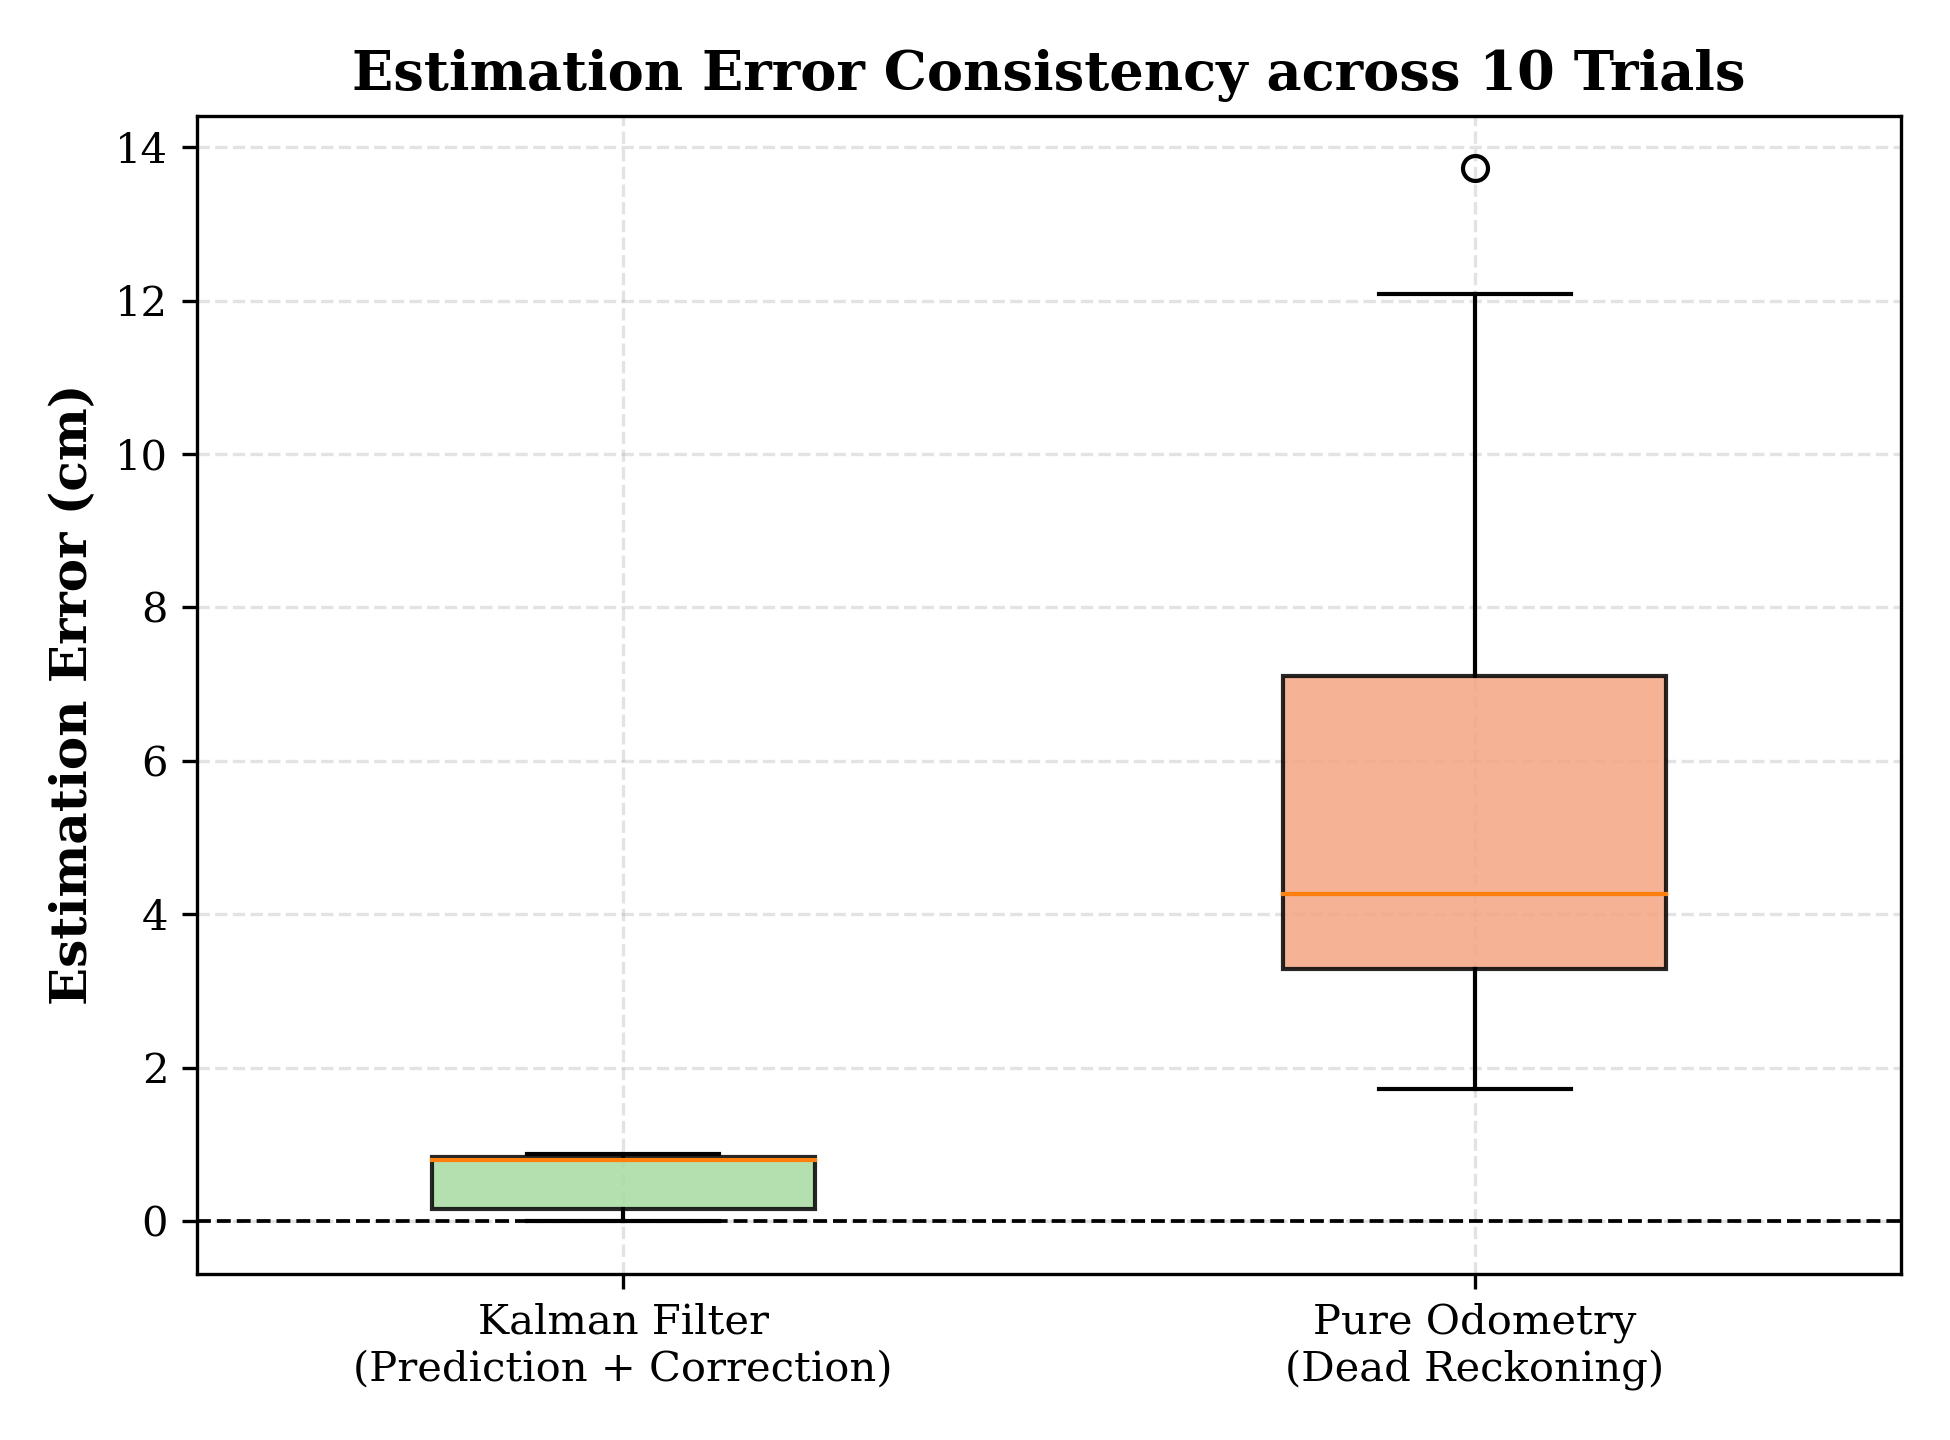 Estimation Error Consistency across 10 Trials
Estimation Error (cm)
14
12
10
8
6
4
2
0
Kalman Filter
(Prediction + Correction)
Pure Odometry
(Dead Reckoning)